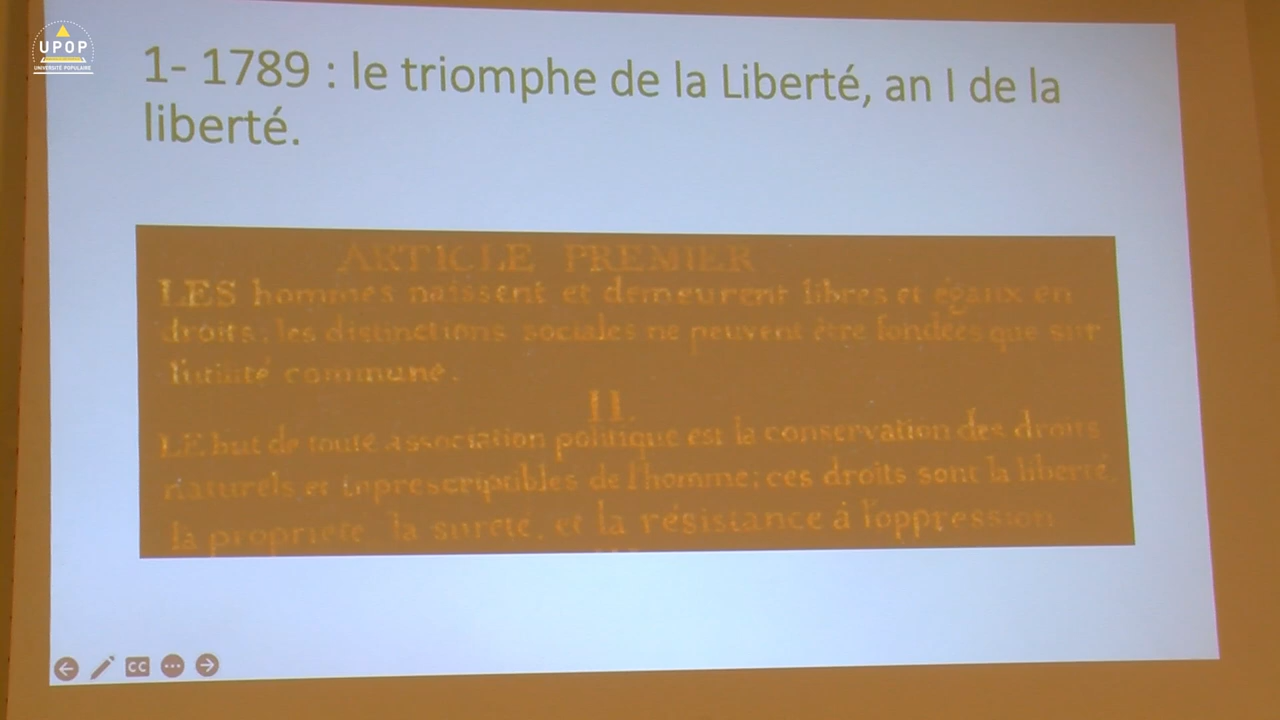 UPOP
UNIVERSITÉ POPULAIRE
1- 1789 : le triomphe de la Liberté, an I de la
liberté.
ARTICLE PREMIER
LES hommes naissent et demeurent libres et égaux en
droits: les distinctions sociales ne peuvent être fondées que sur
l'utilité commune.
II.
LE but de toute association politique est la conservation des droits
naturels et inprescriptibles de l'homme; ces droits sont la liberté,
la propriété, la sureté, et la résistance à l'oppression
CC